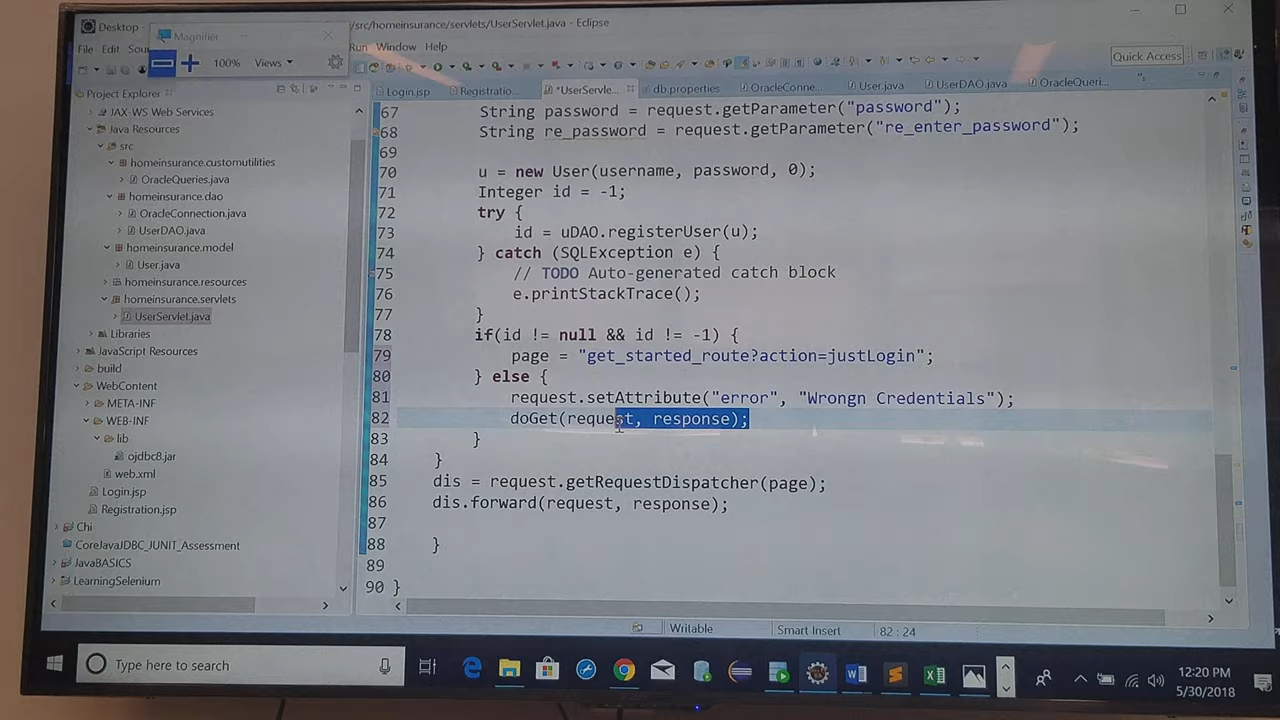 Desktop - /src/homeinsurance/servlets/UserServlet.java - Eclipse
Magnifier
File Edit Sou Run Window Help
100% Views
Quick Access
Project Explorer
Login.jsp Registratio... *UserServle... db.properties OracleConne... User.java UserDAO.java OracleQueri...
JAX-WS Web Services
Java Resources
src
homeinsurance.customutilities
OracleQueries.java
homeinsurance.dao
OracleConnection.java
UserDAO.java
homeinsurance.model
User.java
homeinsurance.resources
homeinsurance.servlets
UserServlet.java
Libraries
JavaScript Resources
build
WebContent
META-INF
WEB-INF
lib
ojdbc8.jar
web.xml
Login.jsp
Registration.jsp
Chi
CoreJavaJDBC_JUNIT_Assessment
JavaBASICS
LearningSelenium
67 String password = request.getParameter("password");
68 String re_password = request.getParameter("re_enter_password");
69
70 u = new User(username, password, 0);
71 Integer id = -1;
72 try {
73 id = uDAO.registerUser(u);
74 } catch (SQLException e) {
75 // TODO Auto-generated catch block
76 e.printStackTrace();
77 }
78 if(id != null && id != -1) {
79 page = "get_started_route?action=justLogin";
80 } else {
81 request.setAttribute("error", "Wrongn Credentials");
82 doGet(request, response);
83 }
84 }
85 dis = request.getRequestDispatcher(page);
86 dis.forward(request, response);
87
88 }
89
90 }
Writable Smart Insert 82 : 24
Type here to search
12:20 PM
5/30/2018